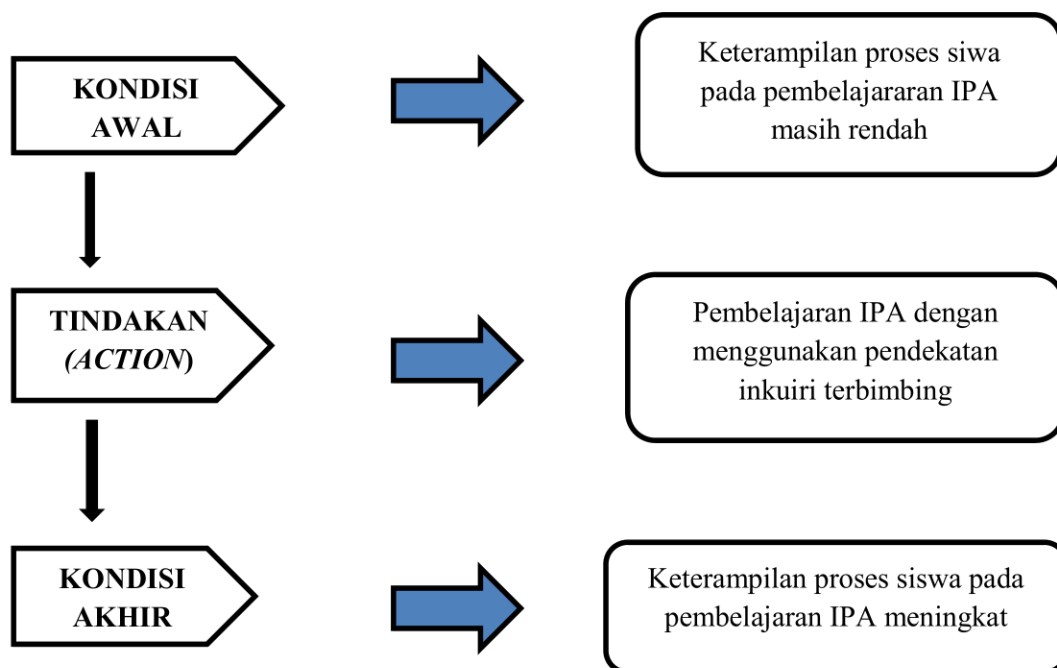 KONDISI
AWAL
Keterampilan proses siwa
pada pembelajararan IPA
masih rendah
TINDAKAN
(ACTION)
Pembelajaran IPA dengan
menggunakan pendekatan
inkuiri terbimbing
KONDISI
AKHIR
Keterampilan proses siswa pada
pembelajaran IPA meningkat